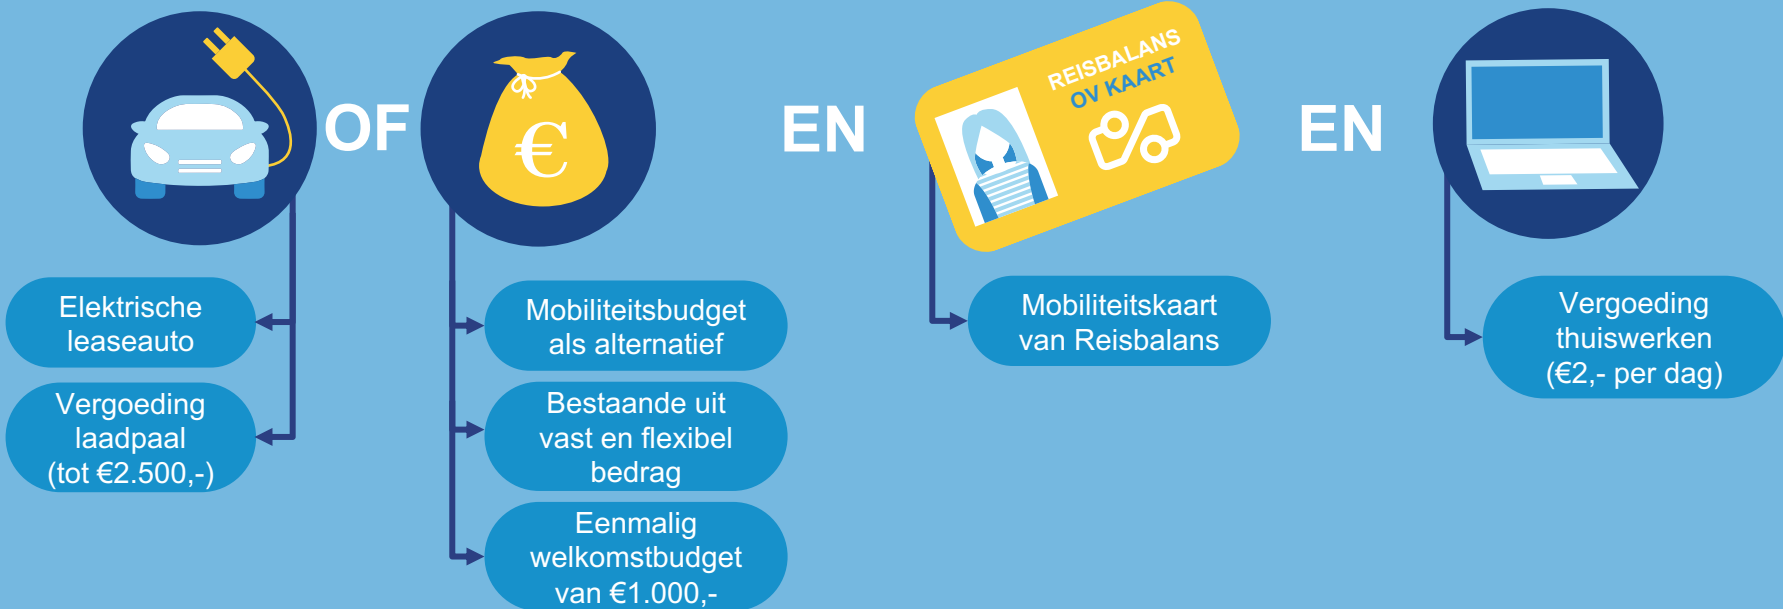 OF
EN
REISBALANS
OV KAART
EN
€
Elektrische
leaseauto
Vergoeding
laadpaal
(tot €2.500,-)
Mobiliteitsbudget
als alternatief
Bestaande uit
vast en flexibel
bedrag
Eenmalig
welkomstbudget
van €1.000,-
Mobiliteitskaart
van Reisbalans
Vergoeding
thuiswerken
(€2,- per dag)